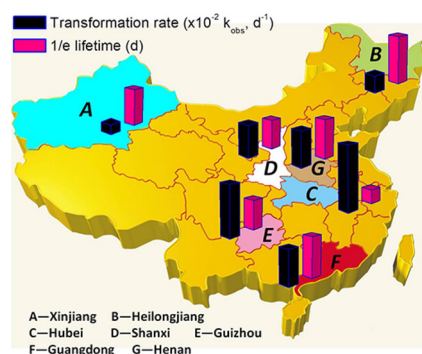 Transformation rate (x10⁻² kobs, d⁻¹)
1/e lifetime (d)
B
A
D
G
C
E
F
A—Xinjiang B—Heilongjiang
C—Hubei D—Shanxi E—Guizhou
F—Guangdong G—Henan